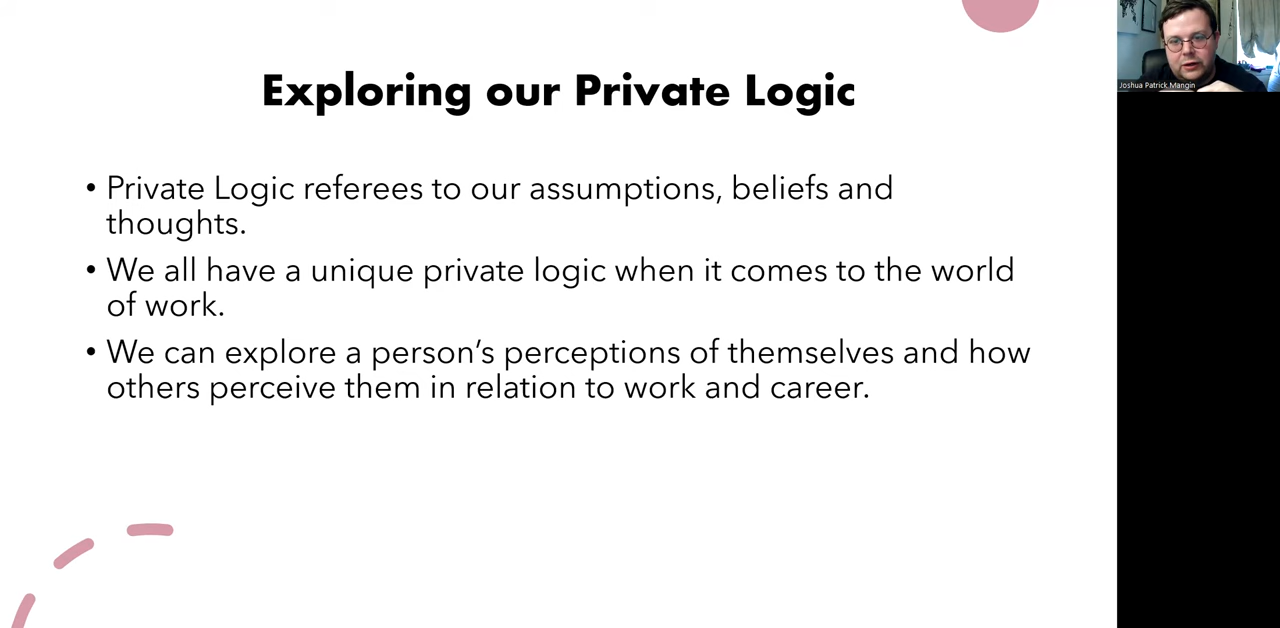 Exploring our Private Logic
• Private Logic referees to our assumptions, beliefs and
thoughts.
• We all have a unique private logic when it comes to the world
of work.
• We can explore a person’s perceptions of themselves and how
others perceive them in relation to work and career.
Joshua Patrick Mangin